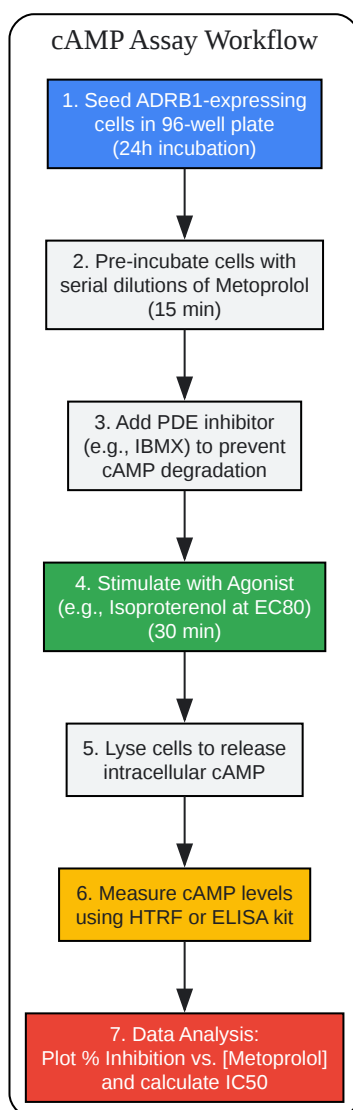 cAMP Assay Workflow
1. Seed ADRB1-expressing
cells in 96-well plate
(24h incubation)
2. Pre-incubate cells with
serial dilutions of Metoprolol
(15 min)
3. Add PDE inhibitor
(e.g., IBMX) to prevent
cAMP degradation
4. Stimulate with Agonist
(e.g., Isoproterenol at EC80)
(30 min)
5. Lyse cells to release
intracellular cAMP
6. Measure cAMP levels
using HTRF or ELISA kit
7. Data Analysis:
Plot % Inhibition vs. [Metoprolol]
and calculate IC50